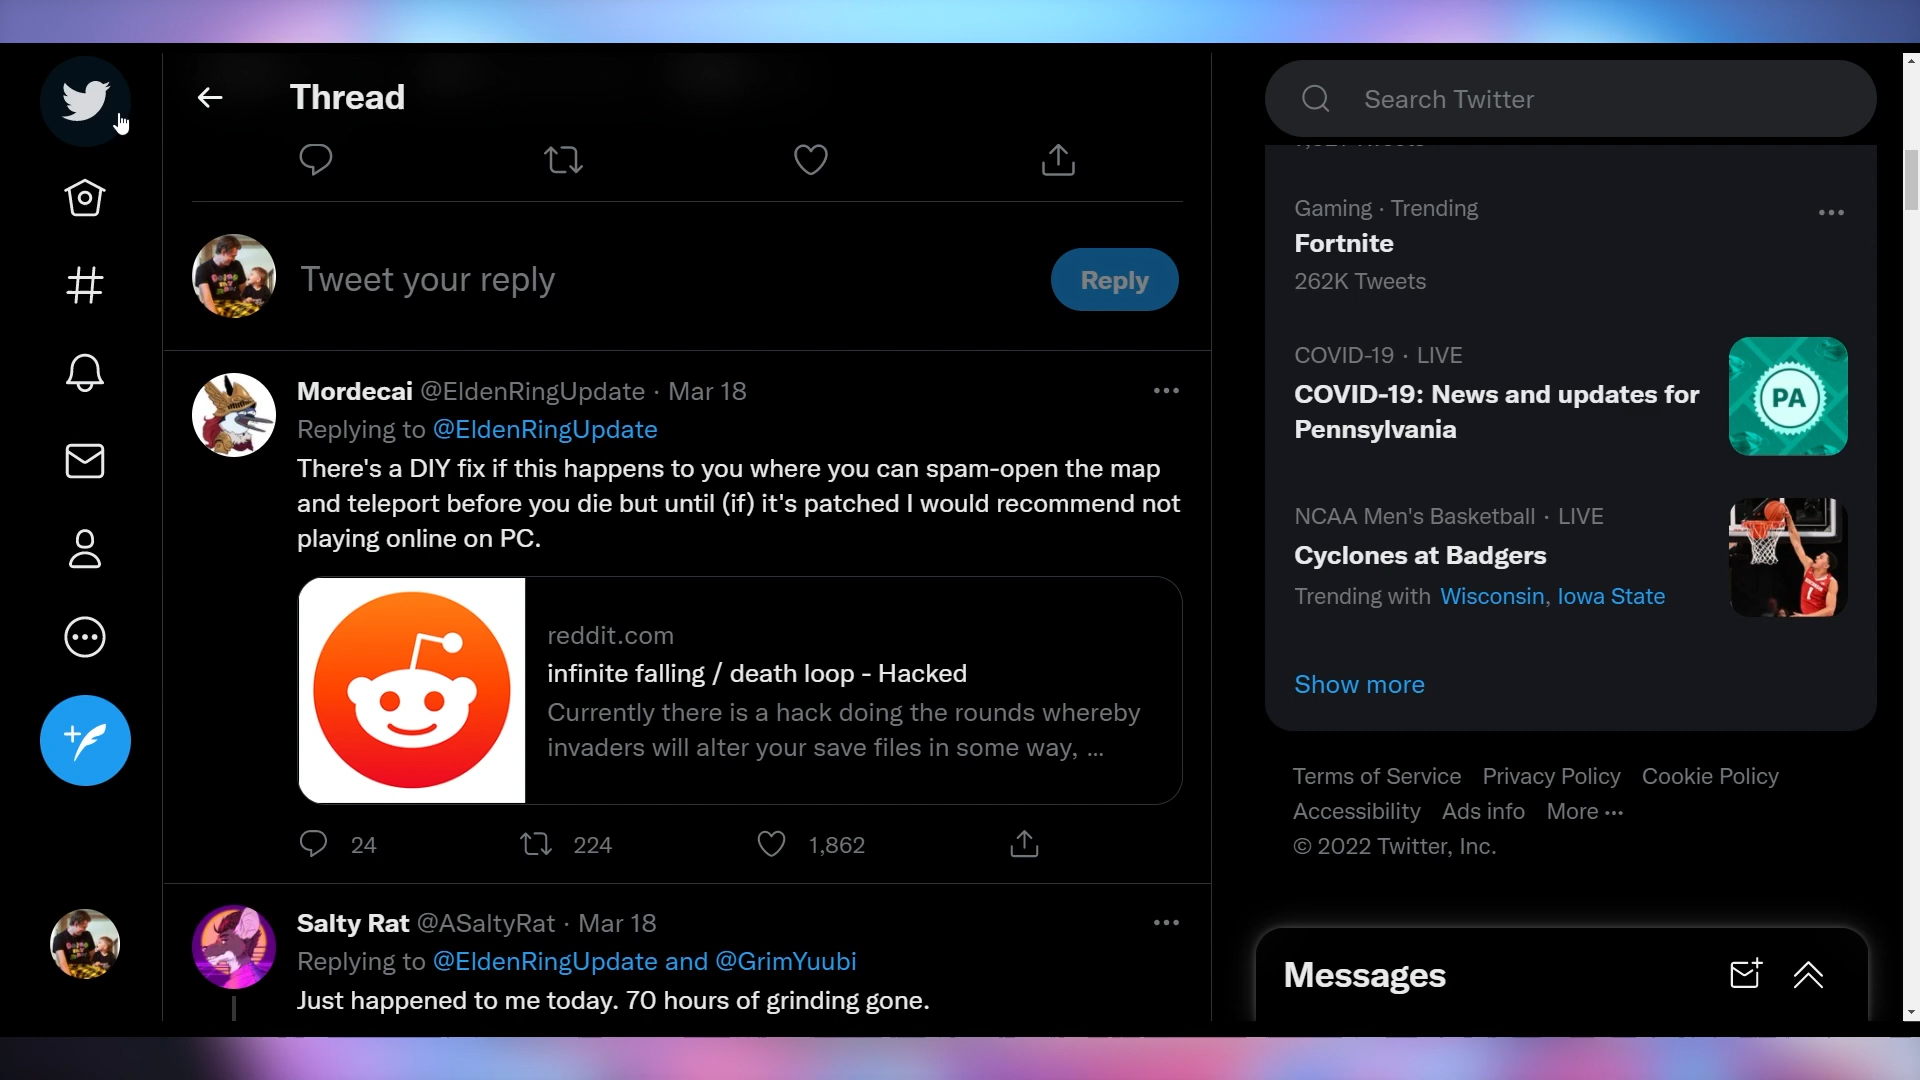 Thread
Tweet your reply
Reply
Mordecai @EldenRingUpdate · Mar 18
Replying to @EldenRingUpdate
There's a DIY fix if this happens to you where you can spam-open the map
and teleport before you die but until (if) it's patched I would recommend not
playing online on PC.
reddit.com
infinite falling / death loop - Hacked
Currently there is a hack doing the rounds whereby
invaders will alter your save files in some way, ...
24
224
1,862
Salty Rat @ASaltyRat · Mar 18
Replying to @EldenRingUpdate and @GrimYuubi
Just happened to me today. 70 hours of grinding gone.
Search Twitter
Gaming · Trending
Fortnite
262K Tweets
COVID-19 · LIVE
COVID-19: News and updates for
Pennsylvania
PA
NCAA Men's Basketball · LIVE
Cyclones at Badgers
Trending with Wisconsin, Iowa State
Show more
Terms of Service Privacy Policy Cookie Policy
Accessibility Ads info More ...
© 2022 Twitter, Inc.
Messages